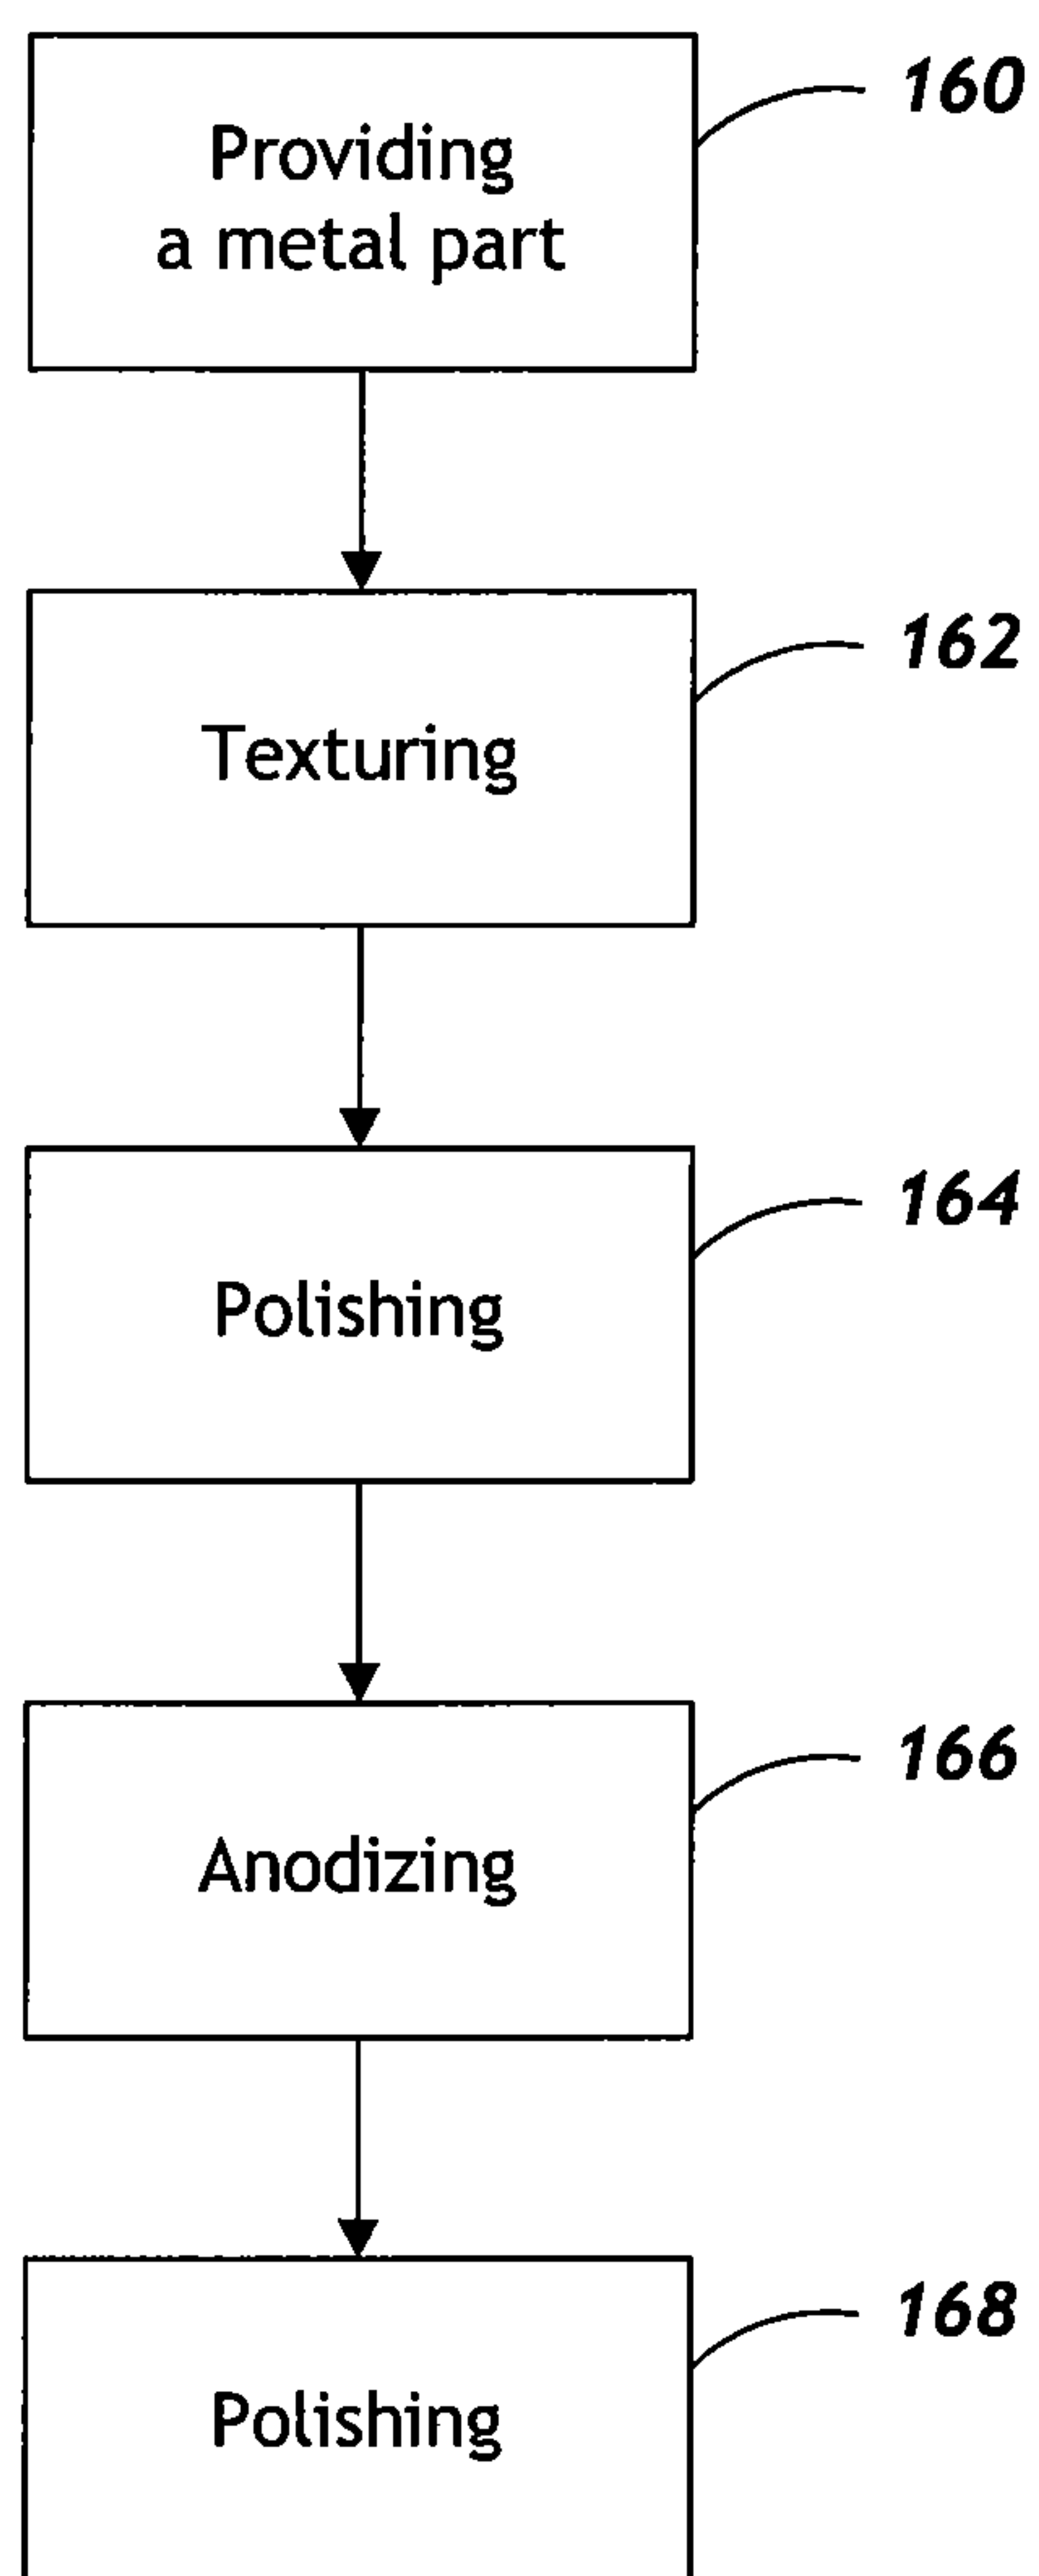 160
Providing
a metal part
162
Texturing
164
Polishing
166
Anodizing
168
Polishing